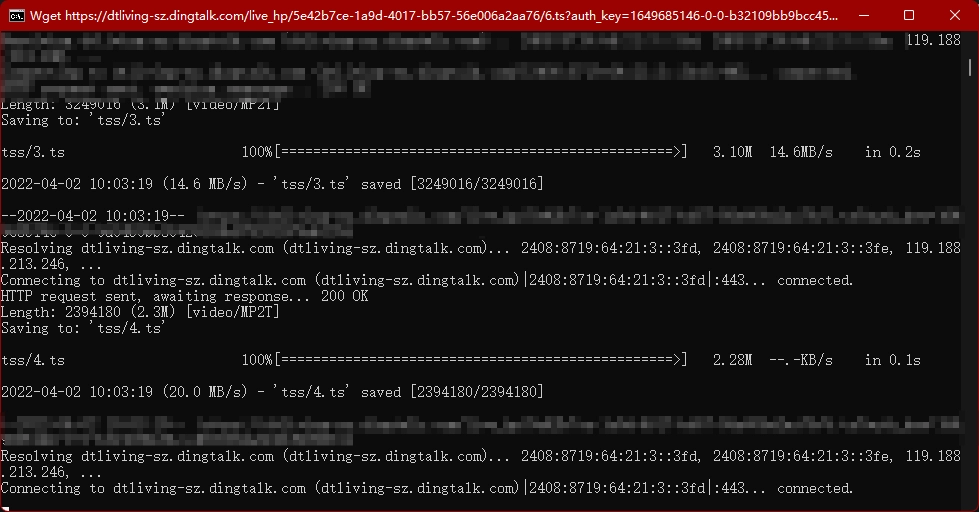 Wget https://dtliving-sz.dingtalk.com/live_hp/5e42b7ce-1a9d-4017-bb57-56e006a2aa76/6.ts?auth_key=1649685146-0-0-b32109bb9bcc45...
119.188
Length: 3249016 (3.1M) [video/MP2T]
Saving to: 'tss/3.ts'
tss/3.ts 100%[================================================>] 3.10M 14.6MB/s in 0.2s
2022-04-02 10:03:19 (14.6 MB/s) - 'tss/3.ts' saved [3249016/3249016]
--2022-04-02 10:03:19--
Resolving dtliving-sz.dingtalk.com (dtliving-sz.dingtalk.com)... 2408:8719:64:21:3::3fd, 2408:8719:64:21:3::3fe, 119.188
.213.246, ...
Connecting to dtliving-sz.dingtalk.com (dtliving-sz.dingtalk.com)|2408:8719:64:21:3::3fd|:443... connected.
HTTP request sent, awaiting response... 200 OK
Length: 2394180 (2.3M) [video/MP2T]
Saving to: 'tss/4.ts'
tss/4.ts 100%[================================================>] 2.28M --.-KB/s in 0.1s
2022-04-02 10:03:19 (20.0 MB/s) - 'tss/4.ts' saved [2394180/2394180]
Resolving dtliving-sz.dingtalk.com (dtliving-sz.dingtalk.com)... 2408:8719:64:21:3::3fd, 2408:8719:64:21:3::3fe, 119.188
.213.246, ...
Connecting to dtliving-sz.dingtalk.com (dtliving-sz.dingtalk.com)|2408:8719:64:21:3::3fd|:443... connected.